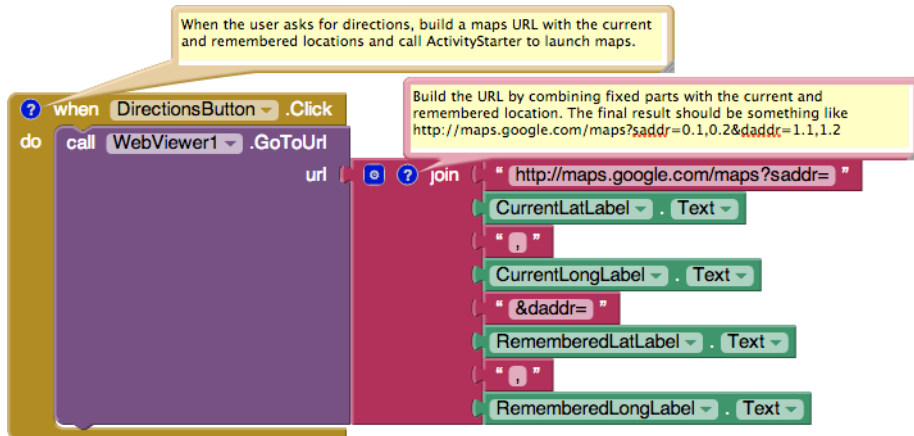 When the user asks for directions, build a maps URL with the current
and remembered locations and call ActivityStarter to launch maps.
? when DirectionsButton .Click
Build the URL by combining fixed parts with the current and
remembered location. The final result should be something like
http://maps.google.com/maps?saddr=0.1,0.2&daddr=1.1,1.2
do call WebViewer1 .GoToUrl
url ? join " http://maps.google.com/maps?saddr= "
CurrentLatLabel . Text
" , "
CurrentLongLabel . Text
" &daddr= "
RememberedLatLabel . Text
" , "
RememberedLongLabel . Text